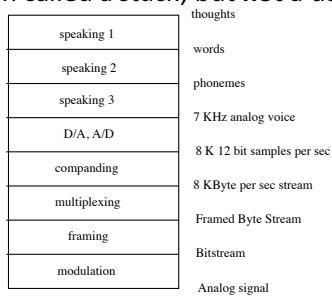 thoughts
speaking 1
words
speaking 2
phonemes
speaking 3
7 KHz analog voice
D/A, A/D
8 K 12 bit samples per sec
companding
8 KByte per sec stream
multiplexing
Framed Byte Stream
framing
Bitstream
modulation
Analog signal